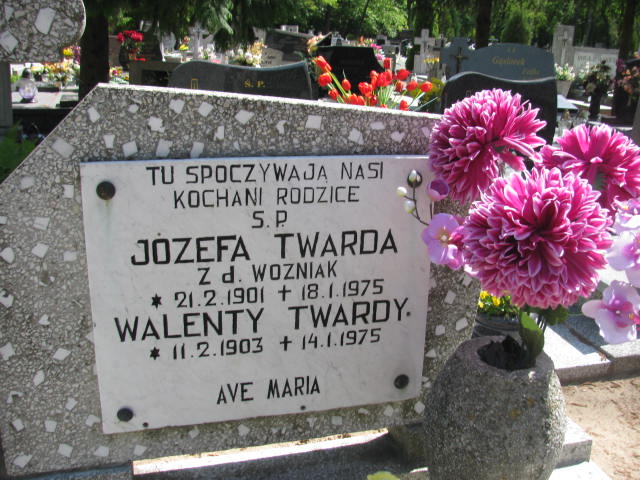 TU SPOCZYWAJĄ NASI
KOCHANI RODZICE
Ś.P.
JÓZEFA TWARDA
Z d. WOŹNIAK
* 21.2.1901 + 18.1.1975
WALENTY TWARDY
* 11.2.1903 + 14.1.1975
AVE MARIA
Ś.P.